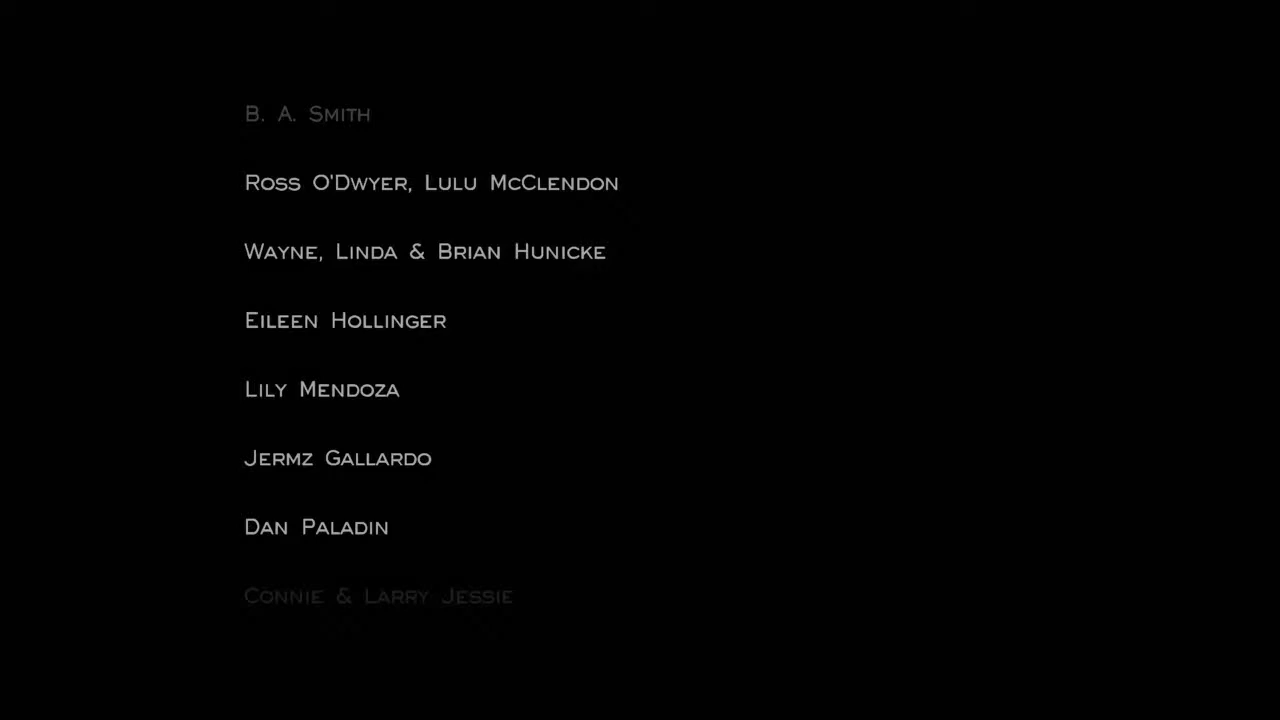 B. A. Smith
Ross O'Dwyer, Lulu McClendon
Wayne, Linda & Brian Hunicke
Eileen Hollinger
Lily Mendoza
Jermz Gallardo
Dan Paladin
Connie & Larry Jessie